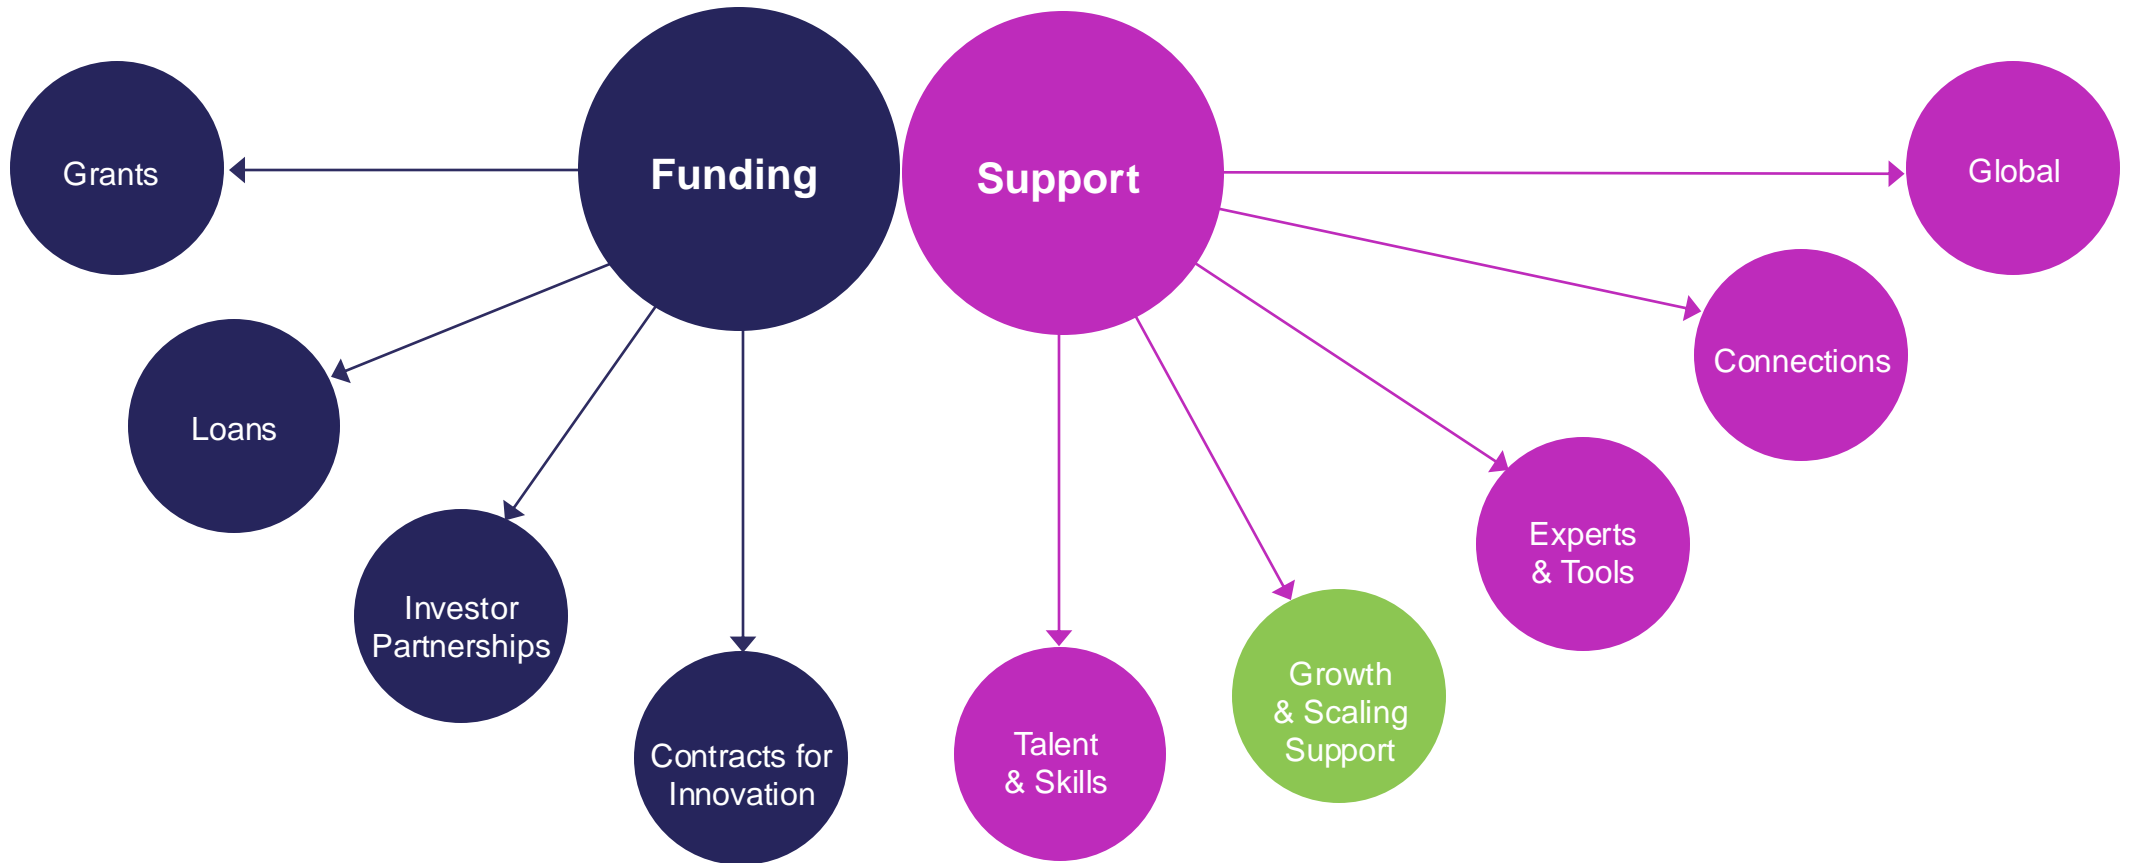 Funding
Support
Grants
Loans
Investor
Partnerships
Contracts for
Innovation
Talent
& Skills
Growth
& Scaling
Support
Experts
& Tools
Connections
Global